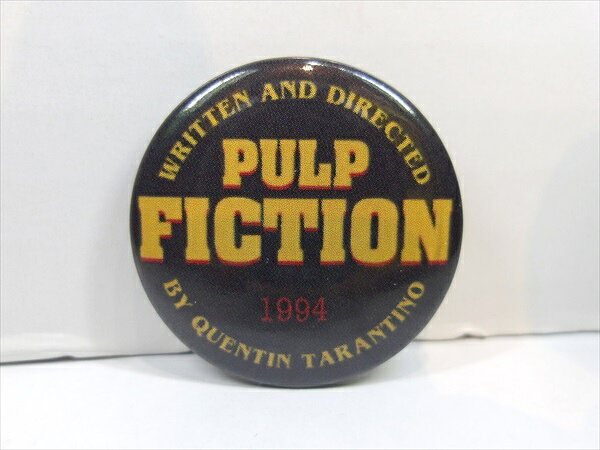 WRITTEN AND DIRECTED
PULP
FICTION
1994
BY QUENTIN TARANTINO